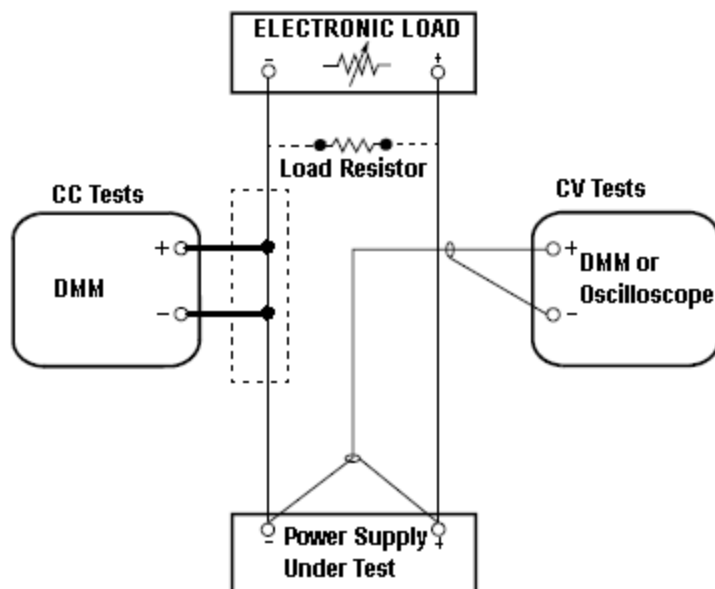 ELECTRONIC LOAD
- +
Load Resistor
CC Tests
CV Tests
+
DMM
-
+
DMM or
Oscilloscope
-
- Power Supply +
Under Test